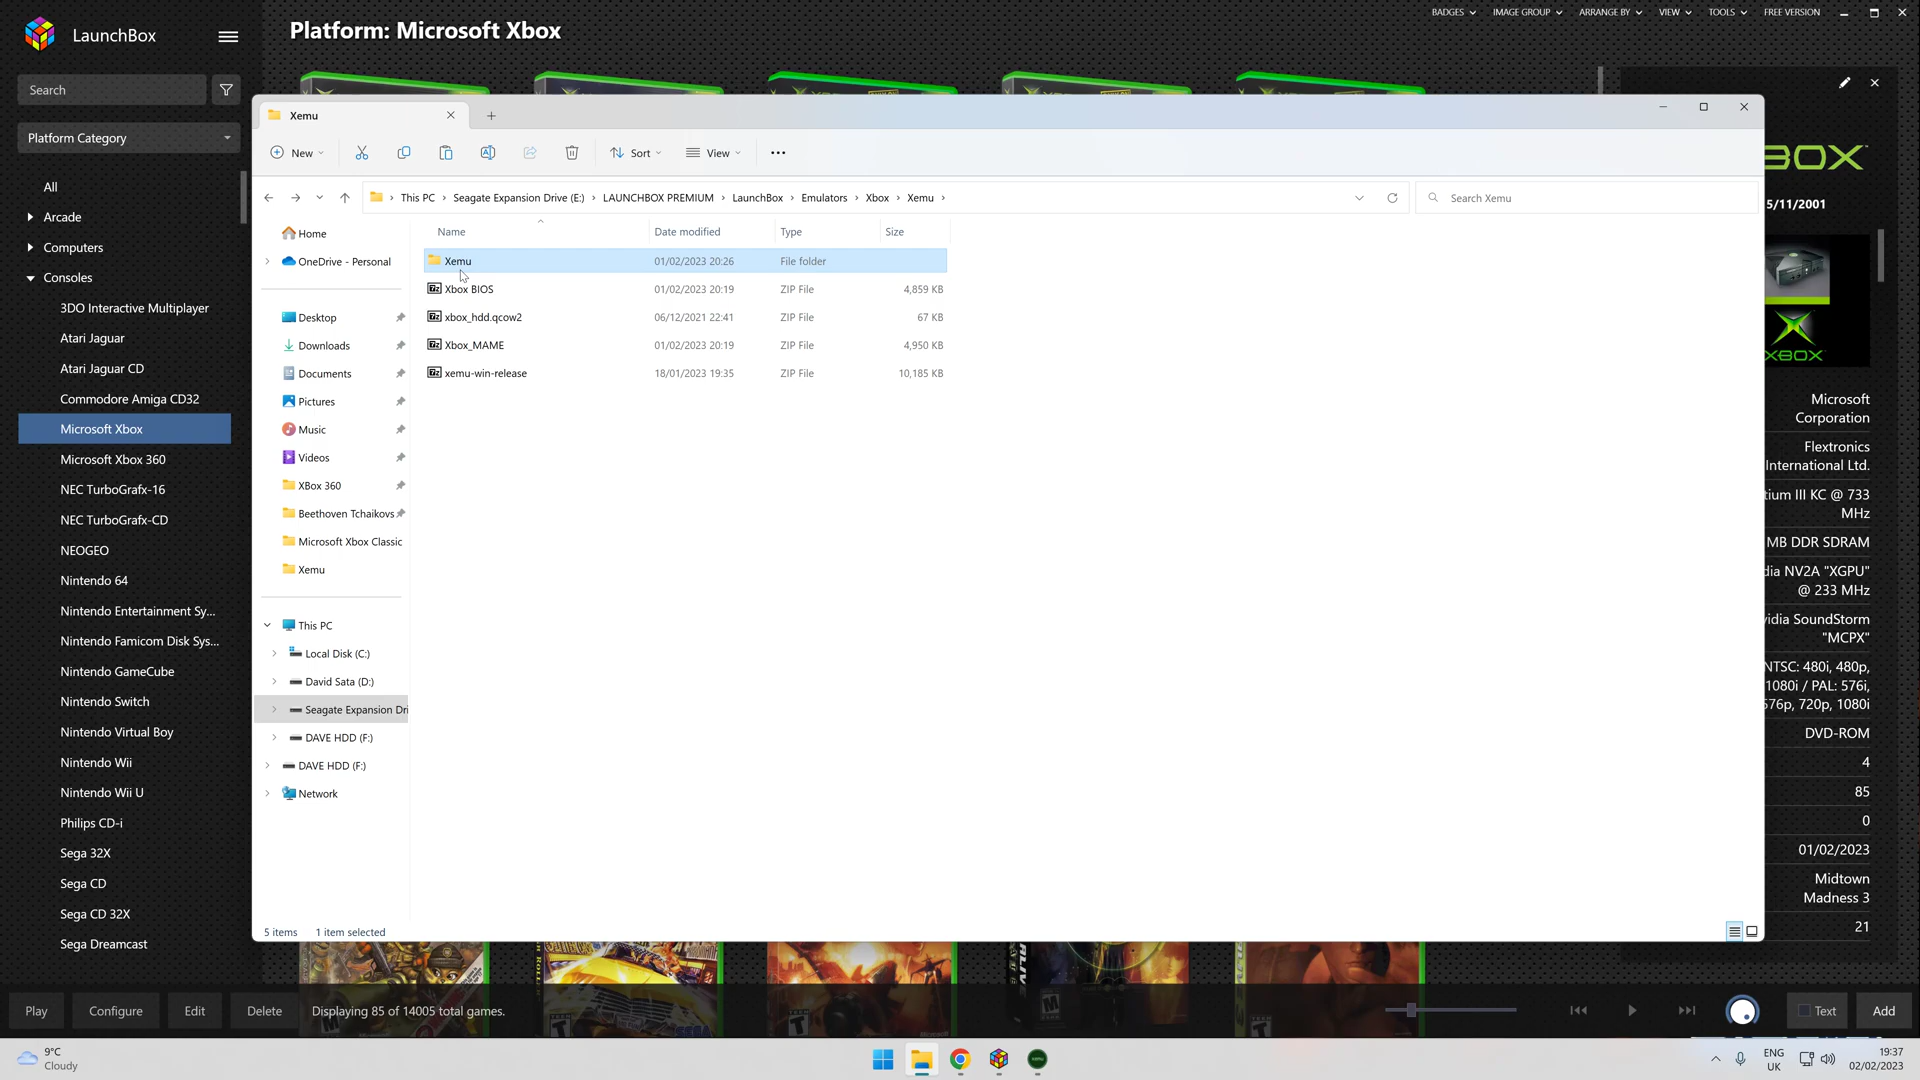 LaunchBox
Platform: Microsoft Xbox
BADGES
IMAGE GROUP
ARRANGE BY
VIEW
TOOLS
FREE VERSION
Search
Platform Category
All
Arcade
Computers
Consoles
3DO Interactive Multiplayer
Atari Jaguar
Atari Jaguar CD
Commodore Amiga CD32
Microsoft Xbox
Microsoft Xbox 360
NEC TurboGrafx-16
NEC TurboGrafx-CD
NEOGEO
Nintendo 64
Nintendo Entertainment Sy...
Nintendo Famicom Disk Sys...
Nintendo GameCube
Nintendo Switch
Nintendo Virtual Boy
Nintendo Wii
Nintendo Wii U
Philips CD-i
Sega 32X
Sega CD
Sega CD 32X
Sega Dreamcast
Xemu
New
Sort
View
This PC > Seagate Expansion Drive (E:) > LAUNCHBOX PREMIUM > LaunchBox > Emulators > Xbox > Xemu >
Search Xemu
Home
OneDrive - Personal
Desktop
Downloads
Documents
Pictures
Music
Videos
XBox 360
Beethoven Tchaikovs
Microsoft Xbox Classic
Xemu
This PC
Local Disk (C:)
David Sata (D:)
Seagate Expansion Dri
DAVE HDD (F:)
DAVE HDD (F:)
Network
Name Date modified Type Size
Xemu 01/02/2023 20:26 File folder
Xbox BIOS 01/02/2023 20:19 ZIP File 4,859 KB
xbox_hdd.qcow2 06/12/2021 22:41 ZIP File 67 KB
Xbox_MAME 01/02/2023 20:19 ZIP File 4,950 KB
xemu-win-release 18/01/2023 19:35 ZIP File 10,185 KB
5 items 1 item selected
BOX
5/11/2001
XBOX
Microsoft
Corporation
Flextronics
International Ltd.
tium III KC @ 733
MHz
MB DDR SDRAM
dia NV2A "XGPU"
@ 233 MHz
vidia SoundStorm
"MCPX"
NTSC: 480i, 480p,
1080i / PAL: 576i,
576p, 720p, 1080i
DVD-ROM
4
85
0
01/02/2023
Midtown
Madness 3
21
Play
Configure
Edit
Delete
Displaying 85 of 14005 total games.
Text
Add
9°C
Cloudy
ENG
UK
19:37
02/02/2023